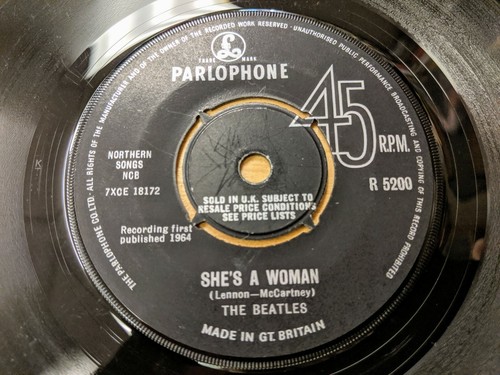 THE PARLOPHONE CO. LTD. · ALL RIGHTS OF THE MANUFACTURER AND OF THE OWNER OF THE RECORDED WORK RESERVED · UNAUTHORISED PUBLIC PERFORMANCE BROADCASTING AND COPYING OF THIS RECORD PROHIBITED
£
TRADE MARK
PARLOPHONE
45
R.P.M.
NORTHERN
SONGS
NCB
7XCE 18172
R 5200
SOLD IN U.K. SUBJECT TO
RESALE PRICE CONDITIONS
SEE PRICE LISTS
Recording first
published 1964
SHE'S A WOMAN
(Lennon—McCartney)
THE BEATLES
MADE IN GT. BRITAIN
K